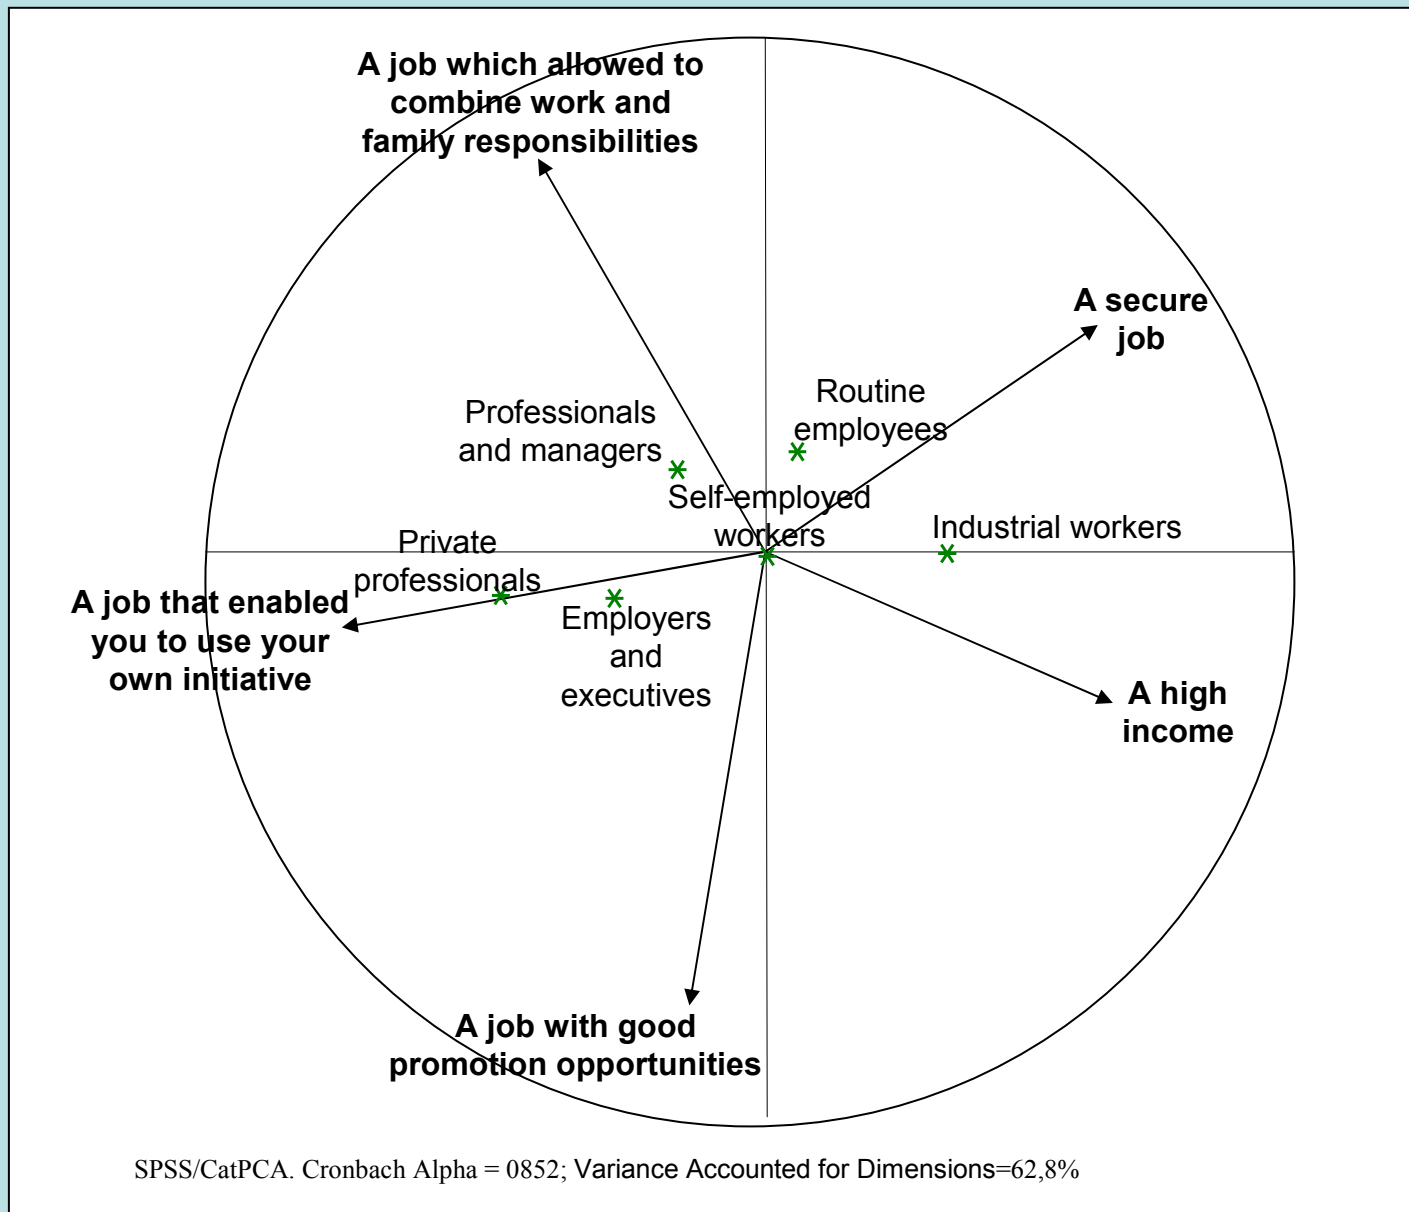 A job which allowed to
combine work and
family responsibilities
A secure
job
Routine
employees
Professionals
and managers
Self-employed
workers
Industrial workers
Private
professionals
A job that enabled
you to use your
own initiative
Employers
and
executives
A high
income
A job with good
promotion opportunities
SPSS/CatPCA. Cronbach Alpha = 0852; Variance Accounted for Dimensions=62,8%